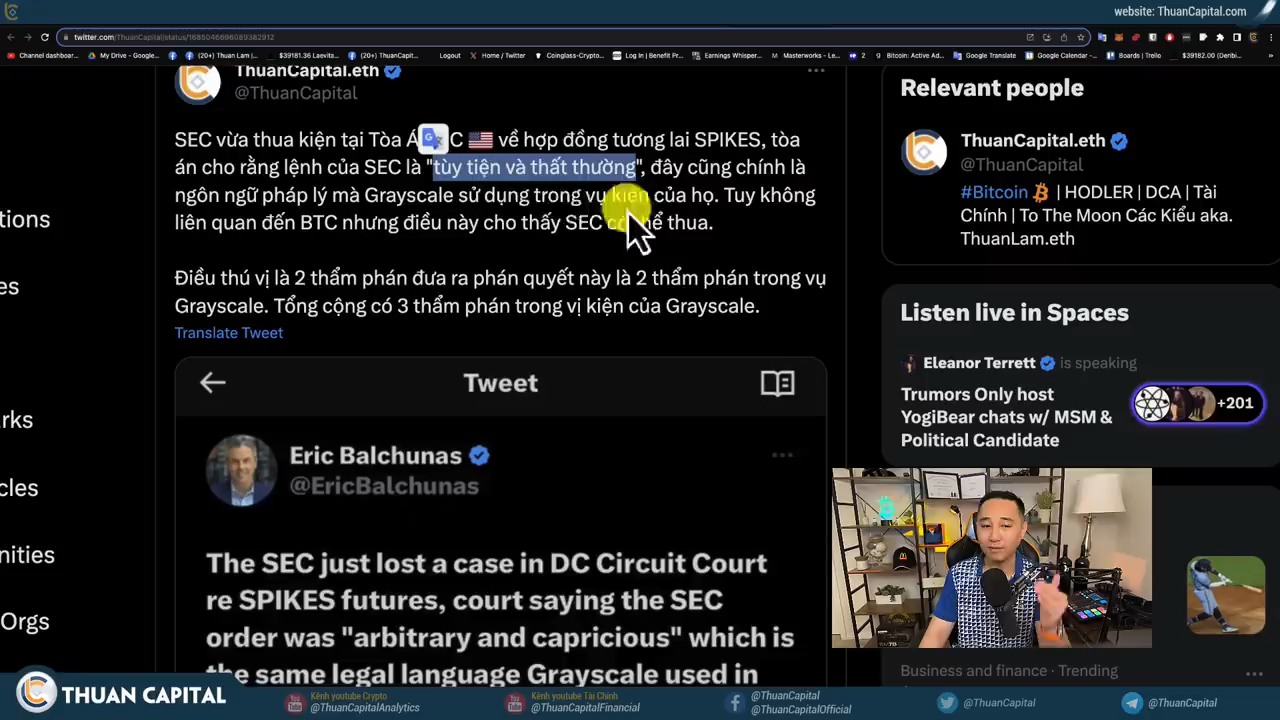 website: ThuanCapital.com
twitter.com/ThuanCapital/status/1685046696089382912
Channel dashboar...
My Drive - Google...
(20+) Thuan L...
$39181.36 Laevita...
(20+) ThuanCapit...
Logout
Home / Twitter
Coinglass-Crypto...
Log In | Benefit Pr...
Earnings Whisper...
Masterworks - Le...
2
Bitcoin: Active Ad...
Google Translate
Google Calendar -...
Boards | Trello
$39182.00 (Deribi...
ThuanCapital.eth
@ThuanCapital
SEC vừa thua kiện tại Tòa Á C 🇺🇸 về hợp đồng tương lai SPIKES, tòa
án cho rằng lệnh của SEC là "tùy tiện và thất thường", đây cũng chính là
ngôn ngữ pháp lý mà Grayscale sử dụng trong vụ kiện của họ. Tuy không
liên quan đến BTC nhưng điều này cho thấy SEC có thể thua.
Điều thú vị là 2 thẩm phán đưa ra phán quyết này là 2 thẩm phán trong vụ
Grayscale. Tổng cộng có 3 thẩm phán trong vị kiện của Grayscale.
Translate Tweet
Tweet
Eric Balchunas
@EricBalchunas
The SEC just lost a case in DC Circuit Court
re SPIKES futures, court saying the SEC
order was "arbitrary and capricious" which is
the same legal language Grayscale used in
Relevant people
ThuanCapital.eth
@ThuanCapital
#Bitcoin | HODLER | DCA | Tài
Chính | To The Moon Các Kiểu aka.
ThuanLam.eth
Listen live in Spaces
Eleanor Terrett is speaking
Trumors Only host
YogiBear chats w/ MSM &
Political Candidate
+201
Business and finance · Trending
ations
es
rks
cles
nities
Orgs
THUAN CAPITAL
Kênh youtube Crypto
@ThuanCapitalAnalytics
Kênh youtube Tài Chính
@ThuanCapitalFinancial
@ThuanCapital
@ThuanCapitalOfficial
@ThuanCapital
@ThuanCapital